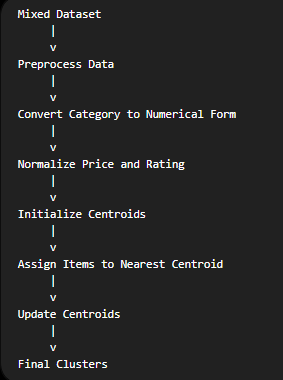 Mixed Dataset
|
v
Preprocess Data
|
v
Convert Category to Numerical Form
|
v
Normalize Price and Rating
|
v
Initialize Centroids
|
v
Assign Items to Nearest Centroid
|
v
Update Centroids
|
v
Final Clusters